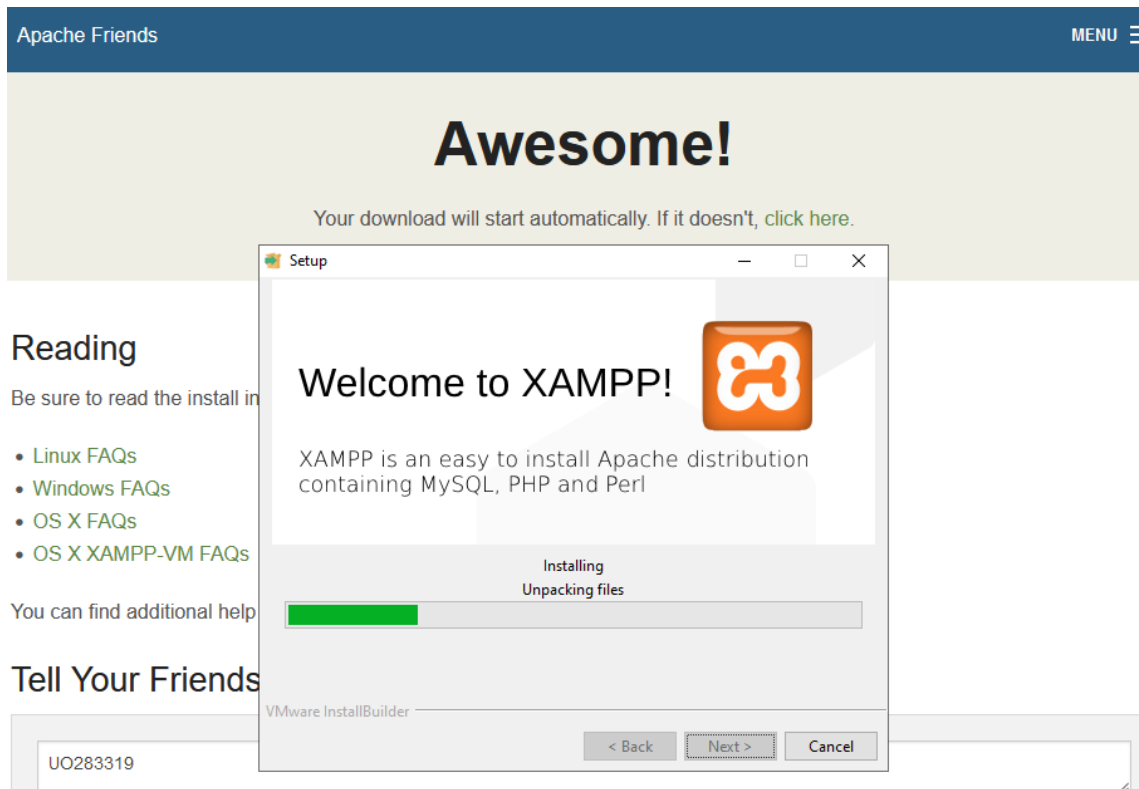 Apache Friends
MENU
Awesome!
Your download will start automatically. If it doesn't, click here.
Setup
Welcome to XAMPP!
XAMPP is an easy to install Apache distribution
containing MySQL, PHP and Perl
Installing
Unpacking files
VMware InstallBuilder
< Back
Next >
Cancel
Reading
Be sure to read the install in
Linux FAQs
Windows FAQs
OS X FAQs
OS X XAMPP-VM FAQs
You can find additional help
Tell Your Friends
UO283319